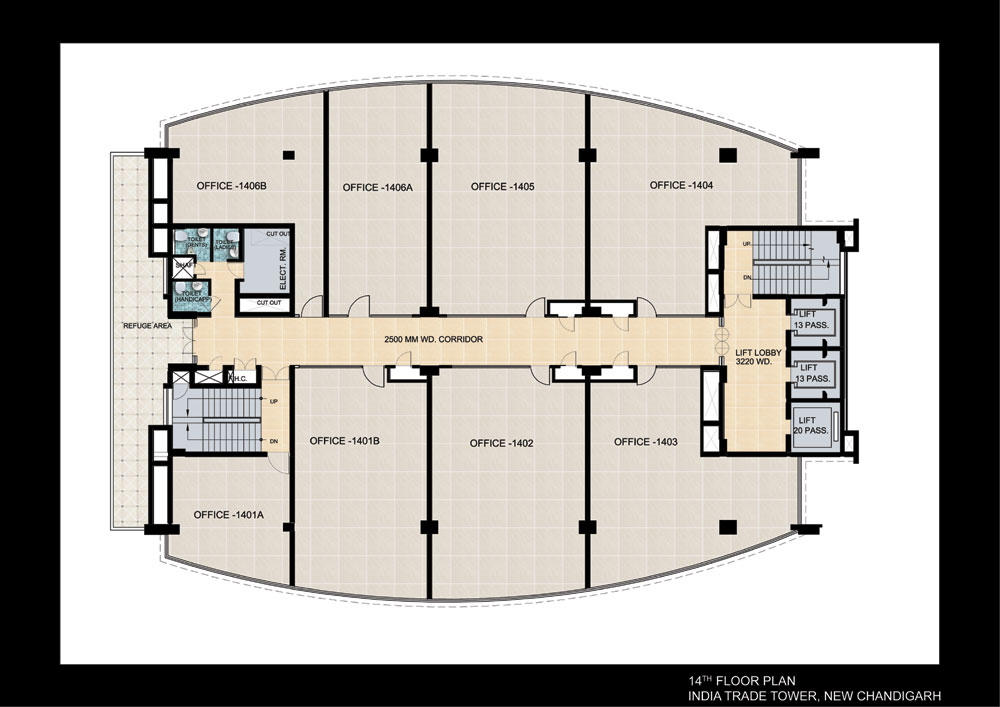 OFFICE -1406B
OFFICE -1406A
OFFICE -1405
OFFICE -1404
TOILET
(GENTS)
TOILET
(LADIES)
CUT OUT
ELECT. RM.
SHAFT
TOILET
(HANDICAPP)
CUT OUT
UP
DN
REFUGE AREA
2500 MM WD. CORRIDOR
LIFT LOBBY
3220 WD.
LIFT
13 PASS.
LIFT
13 PASS.
LIFT
20 PASS.
H.C.
UP
DN
OFFICE -1401B
OFFICE -1402
OFFICE -1403
OFFICE -1401A
14TH FLOOR PLAN
INDIA TRADE TOWER, NEW CHANDIGARH